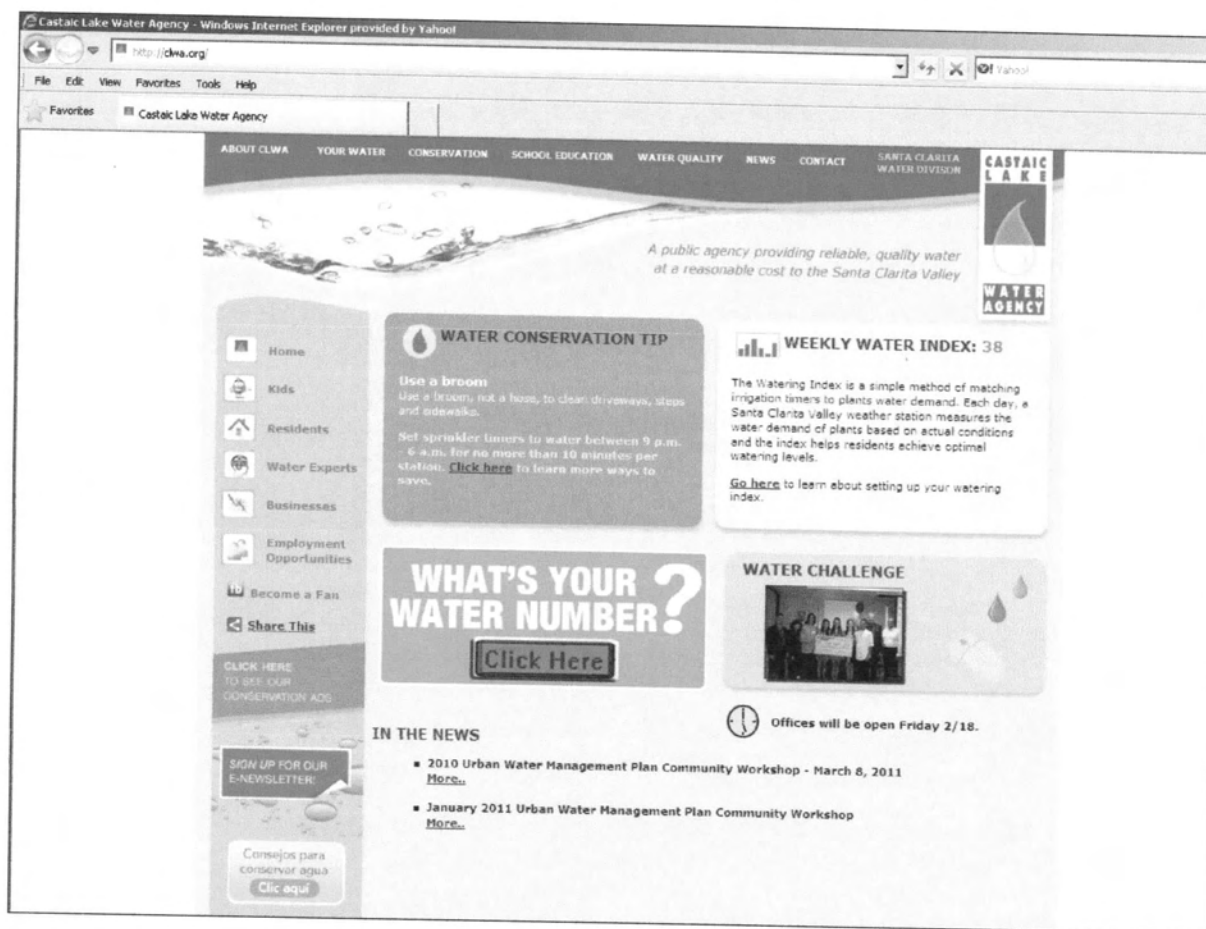 Castaic Lake Water Agency - Windows Internet Explorer provided by Yahoo!
http://clwa.org/
Yahoo!
File Edit View Favorites Tools Help
Favorites
Castaic Lake Water Agency
ABOUT CLWA YOUR WATER CONSERVATION SCHOOL EDUCATION WATER QUALITY NEWS CONTACT SANTA CLARITA
WATER DIVISON
CASTAIC
LAKE
WATER
AGENCY
A public agency providing reliable, quality water
at a reasonable cost to the Santa Clarita Valley
Home
Kids
Residents
Water Experts
Businesses
Employment
Opportunities
Become a Fan
Share This
CLICK HERE
TO SEE OUR
CONSERVATION ADS
SIGN UP FOR OUR
E-NEWSLETTER!
Consejos para
conservar agua
Clic aquí
WATER CONSERVATION TIP
Use a broom
Use a broom, not a hose, to clean driveways, steps
and sidewalks.
Set sprinkler timers to water between 9 p.m.
- 6 a.m. for no more than 10 minutes per
station. Click here to learn more ways to
save.
WEEKLY WATER INDEX: 38
The Watering Index is a simple method of matching
irrigation timers to plants water demand. Each day, a
Santa Clarita Valley weather station measures the
water demand of plants based on actual conditions
and the index helps residents achieve optimal
watering levels.
Go here to learn about setting up your watering
index.
WHAT'S YOUR
WATER NUMBER?
Click Here
WATER CHALLENGE
Offices will be open Friday 2/18.
IN THE NEWS
2010 Urban Water Management Plan Community Workshop - March 8, 2011
More..
January 2011 Urban Water Management Plan Community Workshop
More..